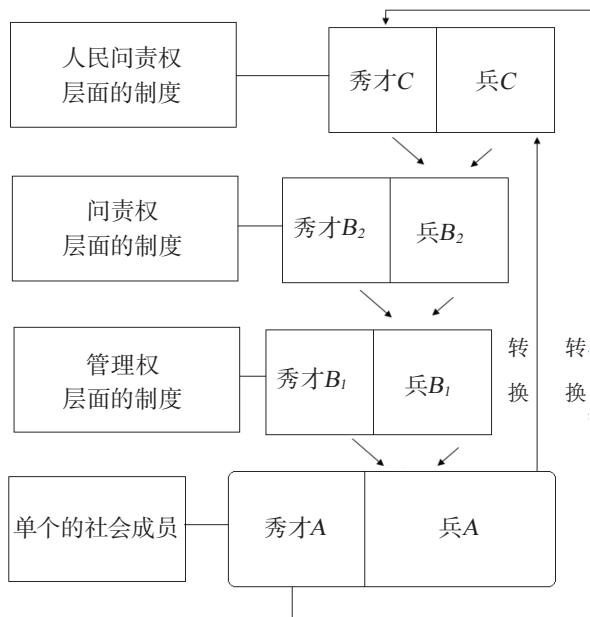 人民问责权
层面的制度
秀才C
兵C
问责权
层面的制度
秀才B₂
兵B₂
管理权
层面的制度
秀才B₁
兵B₁
转
换
转
换
单个的社会成员
秀才A
兵A